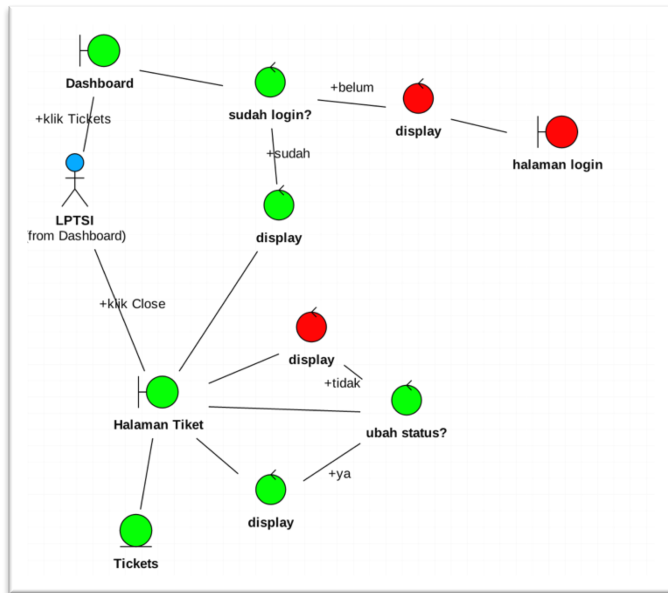 Dashboard
+klik Tickets
sudah login?
+belum
display
halaman login
+sudah
LPTSI
from Dashboard)
display
+klik Close
display
+tidak
Halaman Tiket
ubah status?
+ya
display
Tickets